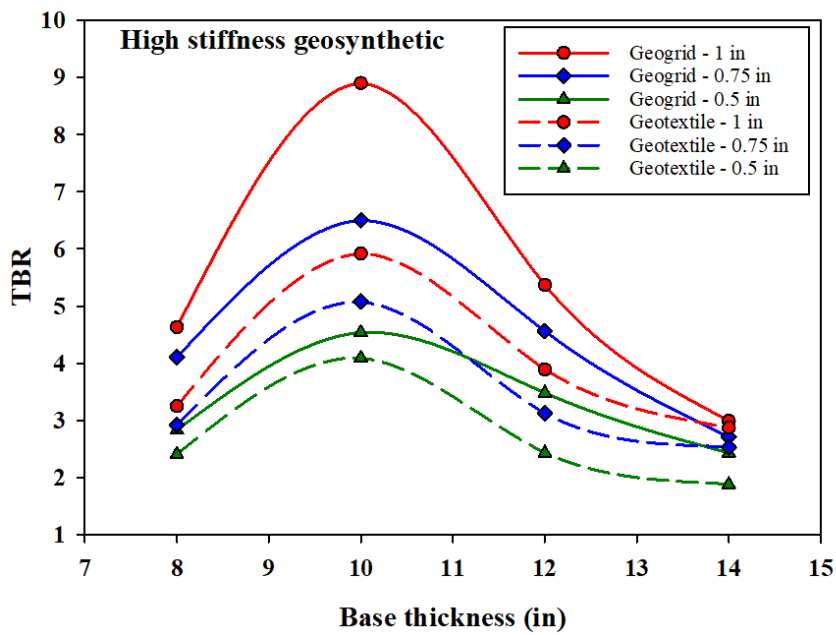 High stiffness geosynthetic
Geogrid - 1 in
Geogrid - 0.75 in
Geogrid - 0.5 in
Geotextile - 1 in
Geotextile - 0.75 in
Geotextile - 0.5 in
TBR
10
9
8
7
6
5
4
3
2
1
7 8 9 10 11 12 13 14 15
Base thickness (in)